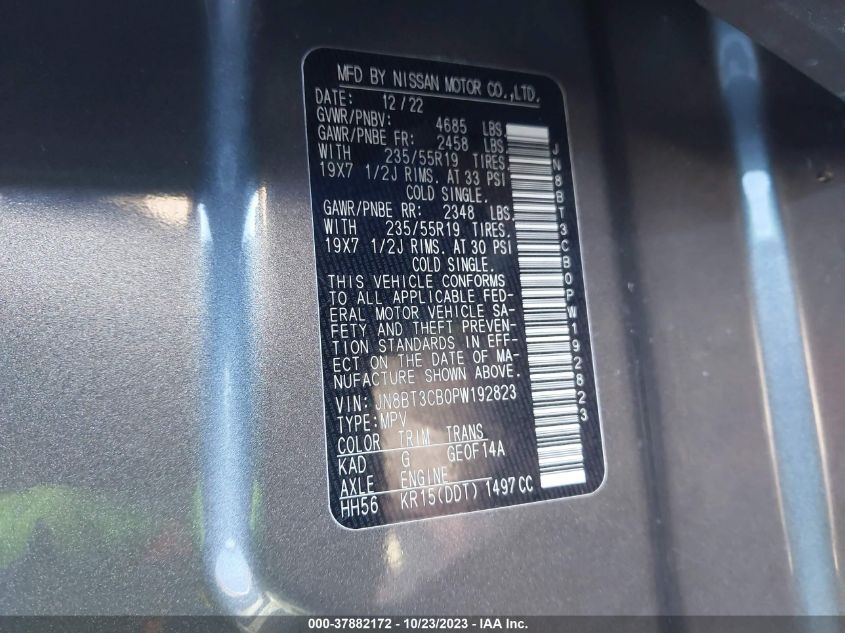 MFD BY NISSAN MOTOR CO.,LTD.
DATE: 12/22
GVWR/PNBV: 4685 LBS
GAWR/PNBE FR: 2458 LBS
WITH 235/55R19 TIRES.
19X7 1/2J RIMS. AT 33 PSI
COLD SINGLE.
GAWR/PNBE RR: 2348 LBS.
WITH 235/55R19 TIRES.
19X7 1/2J RIMS. AT 30 PSI
COLD SINGLE.
THIS VEHICLE CONFORMS
TO ALL APPLICABLE FED-
ERAL MOTOR VEHICLE SA-
FETY AND THEFT PREVEN-
TION STANDARDS IN EFF-
ECT ON THE DATE OF MA-
NUFACTURE SHOWN ABOVE.
VIN: JN8BT3CB0PW192823
TYPE:MPV
COLOR TRIM TRANS
KAD G GE0F14A
AXLE ENGINE
HH56 KR15(DDT) 1497CC
JN8BT3CB0PW192823
000-37882172 - 10/23/2023 - IAA Inc.